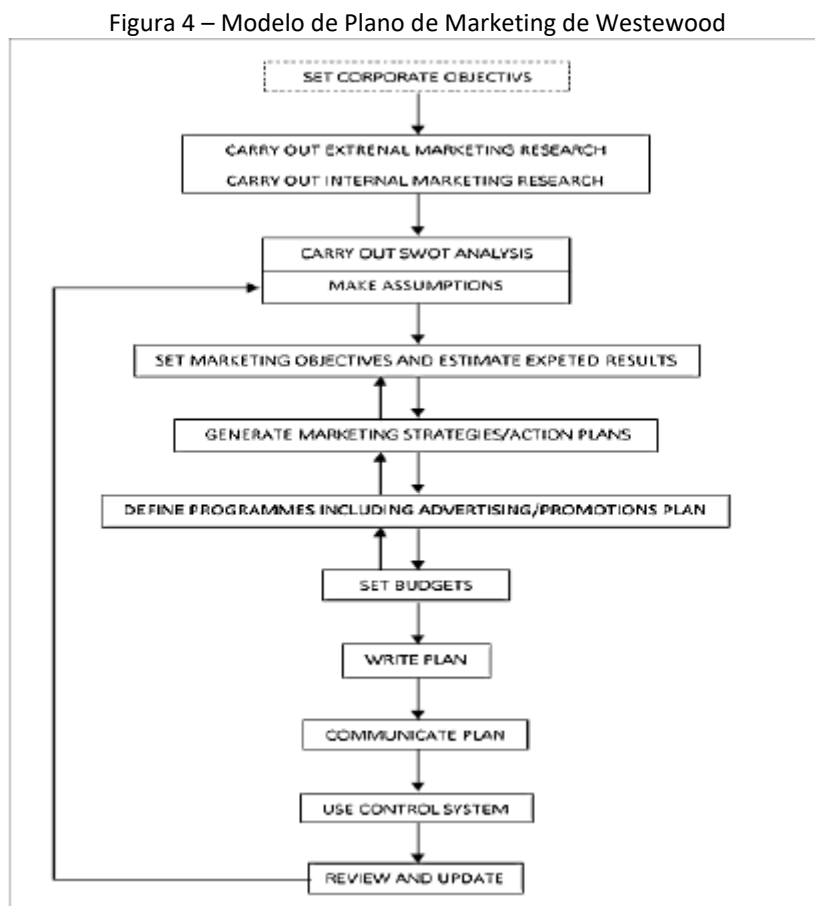 Figura 4 – Modelo de Plano de Marketing de Westewood
SET CORPORATE OBJECTIVS
CARRY OUT EXTRENAL MARKETING RESEARCH
CARRY OUT INTERNAL MARKETING RESEARCH
CARRY OUT SWOT ANALYSIS
MAKE ASSUMPTIONS
SET MARKETING OBJECTIVES AND ESTIMATE EXPETED RESULTS
GENERATE MARKETING STRATEGIES/ACTION PLANS
DEFINE PROGRAMMES INCLUDING ADVERTISING/PROMOTIONS PLAN
SET BUDGETS
WRITE PLAN
COMMUNICATE PLAN
USE CONTROL SYSTEM
REVIEW AND UPDATE